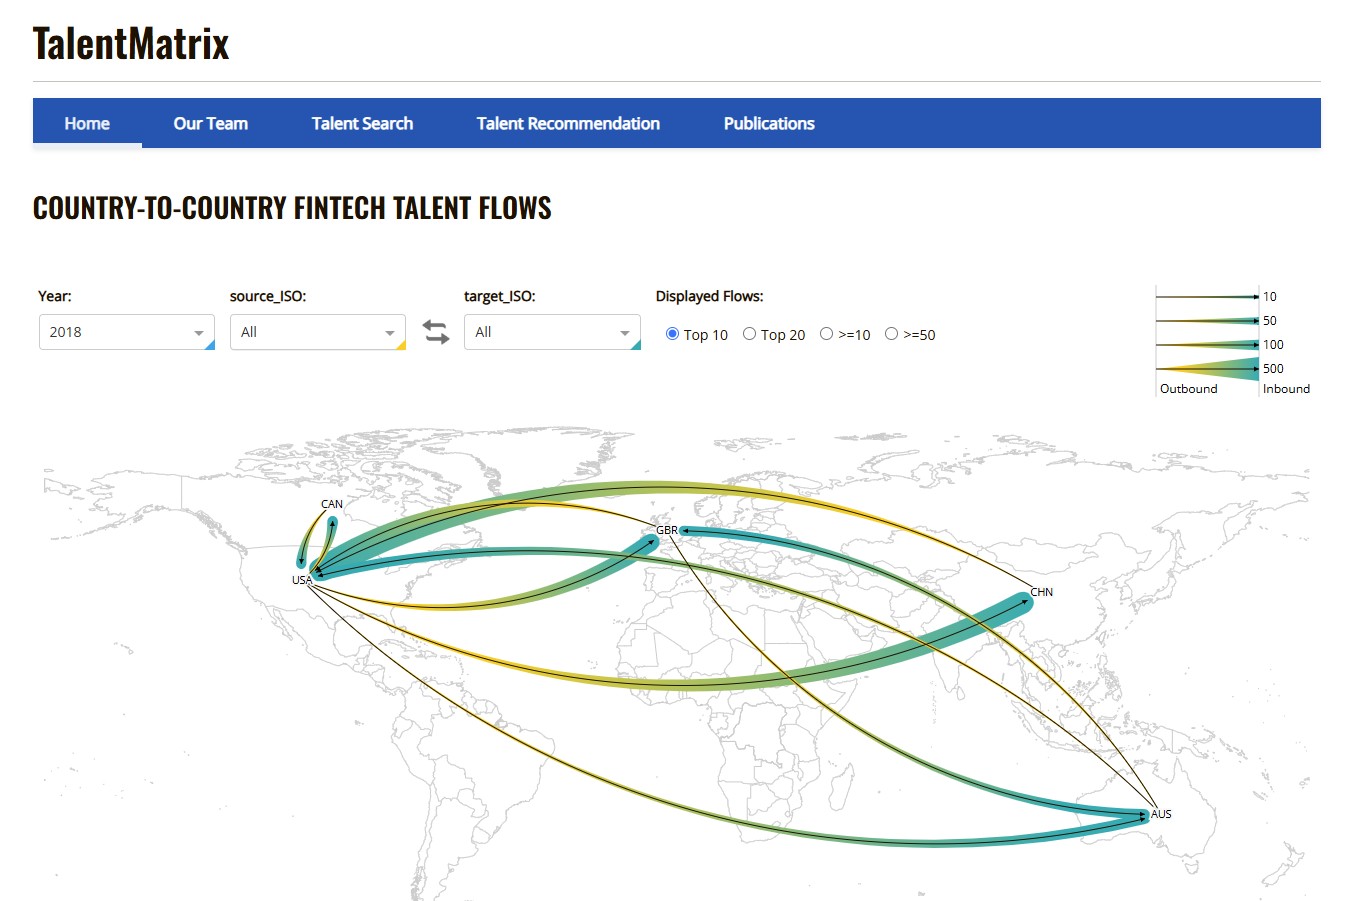 TalentMatrix
Home Our Team Talent Search Talent Recommendation Publications
COUNTRY-TO-COUNTRY FINTECH TALENT FLOWS
Year: source_ISO: target_ISO: Displayed Flows:
2018 All All Top 10 Top 20 >=10 >=50
10
50
100
500
Outbound Inbound
CAN
GBR
USA
CHN
AUS